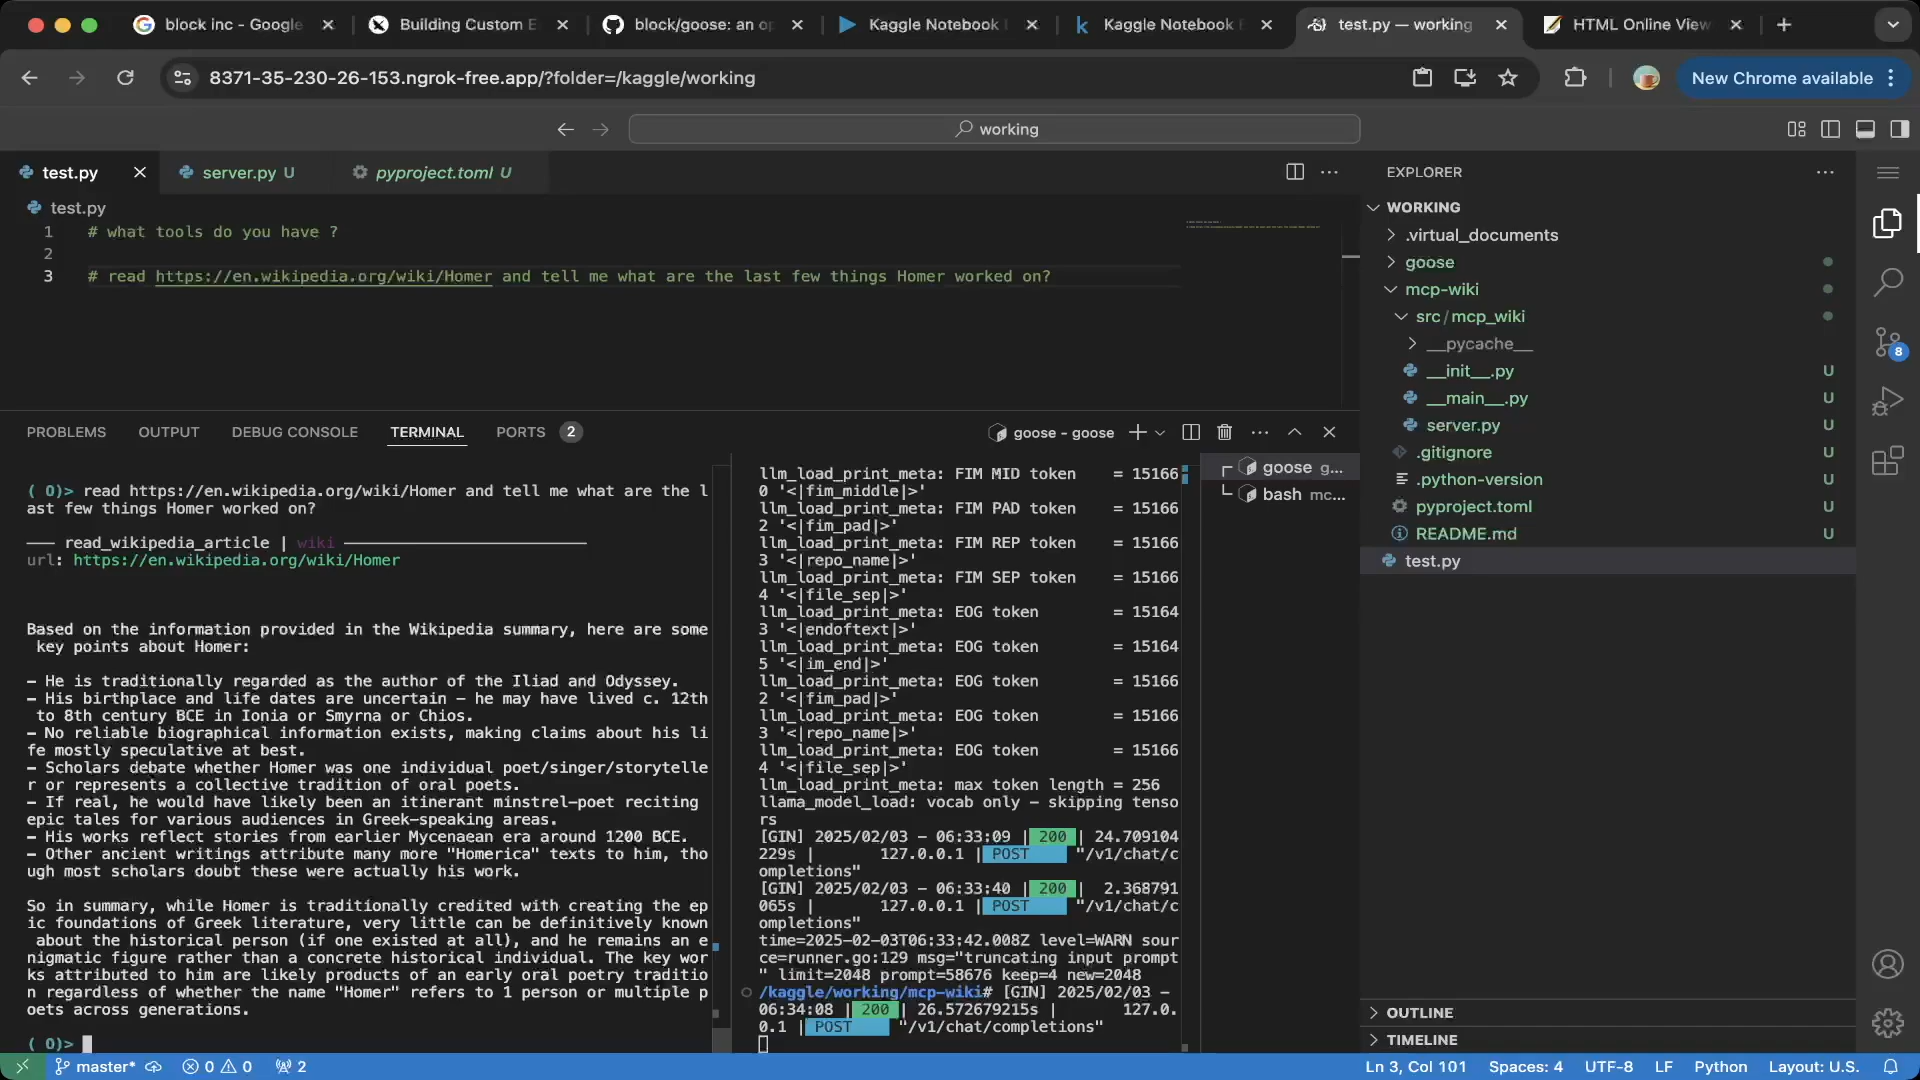 block inc - Google
Building Custom E
block/goose: an op
Kaggle Notebook
Kaggle Notebook
test.py — working
HTML Online View
8371-35-230-26-153.ngrok-free.app/?folder=/kaggle/working
New Chrome available
working
test.py
server.py U
pyproject.toml U
EXPLORER
test.py
1 # what tools do you have ?
2
3 # read https://en.wikipedia.org/wiki/Homer and tell me what are the last few things Homer worked on?
WORKING
.virtual_documents
goose
mcp-wiki
src/mcp_wiki
__pycache__
__init__.py U
__main__.py U
server.py U
.gitignore U
.python-version U
pyproject.toml U
README.md U
test.py
8
PROBLEMS
OUTPUT
DEBUG CONSOLE
TERMINAL
PORTS 2
goose - goose
( O)> read https://en.wikipedia.org/wiki/Homer and tell me what are the l
ast few things Homer worked on?
─── read_wikipedia_article | wiki ──────────────────────────
url: https://en.wikipedia.org/wiki/Homer
Based on the information provided in the Wikipedia summary, here are some
key points about Homer:
- He is traditionally regarded as the author of the Iliad and Odyssey.
- His birthplace and life dates are uncertain - he may have lived c. 12th
to 8th century BCE in Ionia or Smyrna or Chios.
- No reliable biographical information exists, making claims about his li
fe mostly speculative at best.
- Scholars debate whether Homer was one individual poet/singer/storytelle
r or represents a collective tradition of oral poets.
- If real, he would have likely been an itinerant minstrel-poet reciting
epic tales for various audiences in Greek-speaking areas.
- His works reflect stories from earlier Mycenaean era around 1200 BCE.
- Other ancient writings attribute many more "Homerica" texts to him, tho
ugh most scholars doubt these were actually his work.
So in summary, while Homer is traditionally credited with creating the ep
ic foundations of Greek literature, very little can be definitively known
about the historical person (if one existed at all), and he remains an e
nigmatic figure rather than a concrete historical individual. The key wor
ks attributed to him are likely products of an early oral poetry traditio
n regardless of whether the name "Homer" refers to 1 person or multiple p
oets across generations.
( O)>
llm_load_print_meta: FIM MID token = 15166
0 '<|fim_middle|>'
llm_load_print_meta: FIM PAD token = 15166
2 '<|fim_pad|>'
llm_load_print_meta: FIM REP token = 15166
3 '<|repo_name|>'
llm_load_print_meta: FIM SEP token = 15166
4 '<|file_sep|>'
llm_load_print_meta: EOG token = 15164
3 '<|endoftext|>'
llm_load_print_meta: EOG token = 15164
5 '<|im_end|>'
llm_load_print_meta: EOG token = 15166
2 '<|fim_pad|>'
llm_load_print_meta: EOG token = 15166
3 '<|repo_name|>'
llm_load_print_meta: EOG token = 15166
4 '<|file_sep|>'
llm_load_print_meta: max token length = 256
llama_model_load: vocab only - skipping tenso
rs
[GIN] 2025/02/03 - 06:33:09 | 200 | 24.709104
229s | 127.0.0.1 | POST "/v1/chat/c
ompletions"
[GIN] 2025/02/03 - 06:33:40 | 200 | 2.368791
065s | 127.0.0.1 | POST "/v1/chat/c
ompletions"
time=2025-02-03T06:33:42.008Z level=WARN sour
ce=runner.go:129 msg="truncating input prompt
" limit=2048 prompt=58676 keep=4 new=2048
/kaggle/working/mcp-wiki# [GIN] 2025/02/03 -
06:34:08 | 200 | 26.572679215s | 127.0.
0.1 | POST "/v1/chat/completions"
goose g...
bash mc...
OUTLINE
TIMELINE
master*
0
0
2
Ln 3, Col 101
Spaces: 4
UTF-8
LF
Python
Layout: U.S.